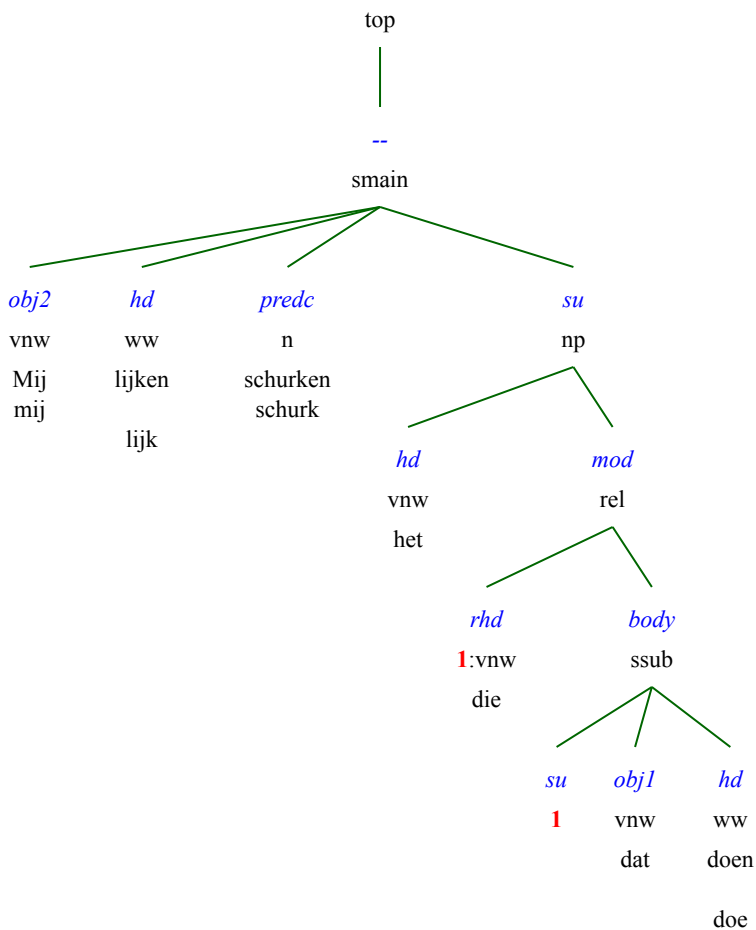 top
--
smain
obj2 hd predc su
vnw ww n np
Mij lijken schurken
mij schurk
lijk
hd mod
vnw rel
het
rhd body
1:vnw ssub
die
su obj1 hd
1 vnw ww
dat doen
doe